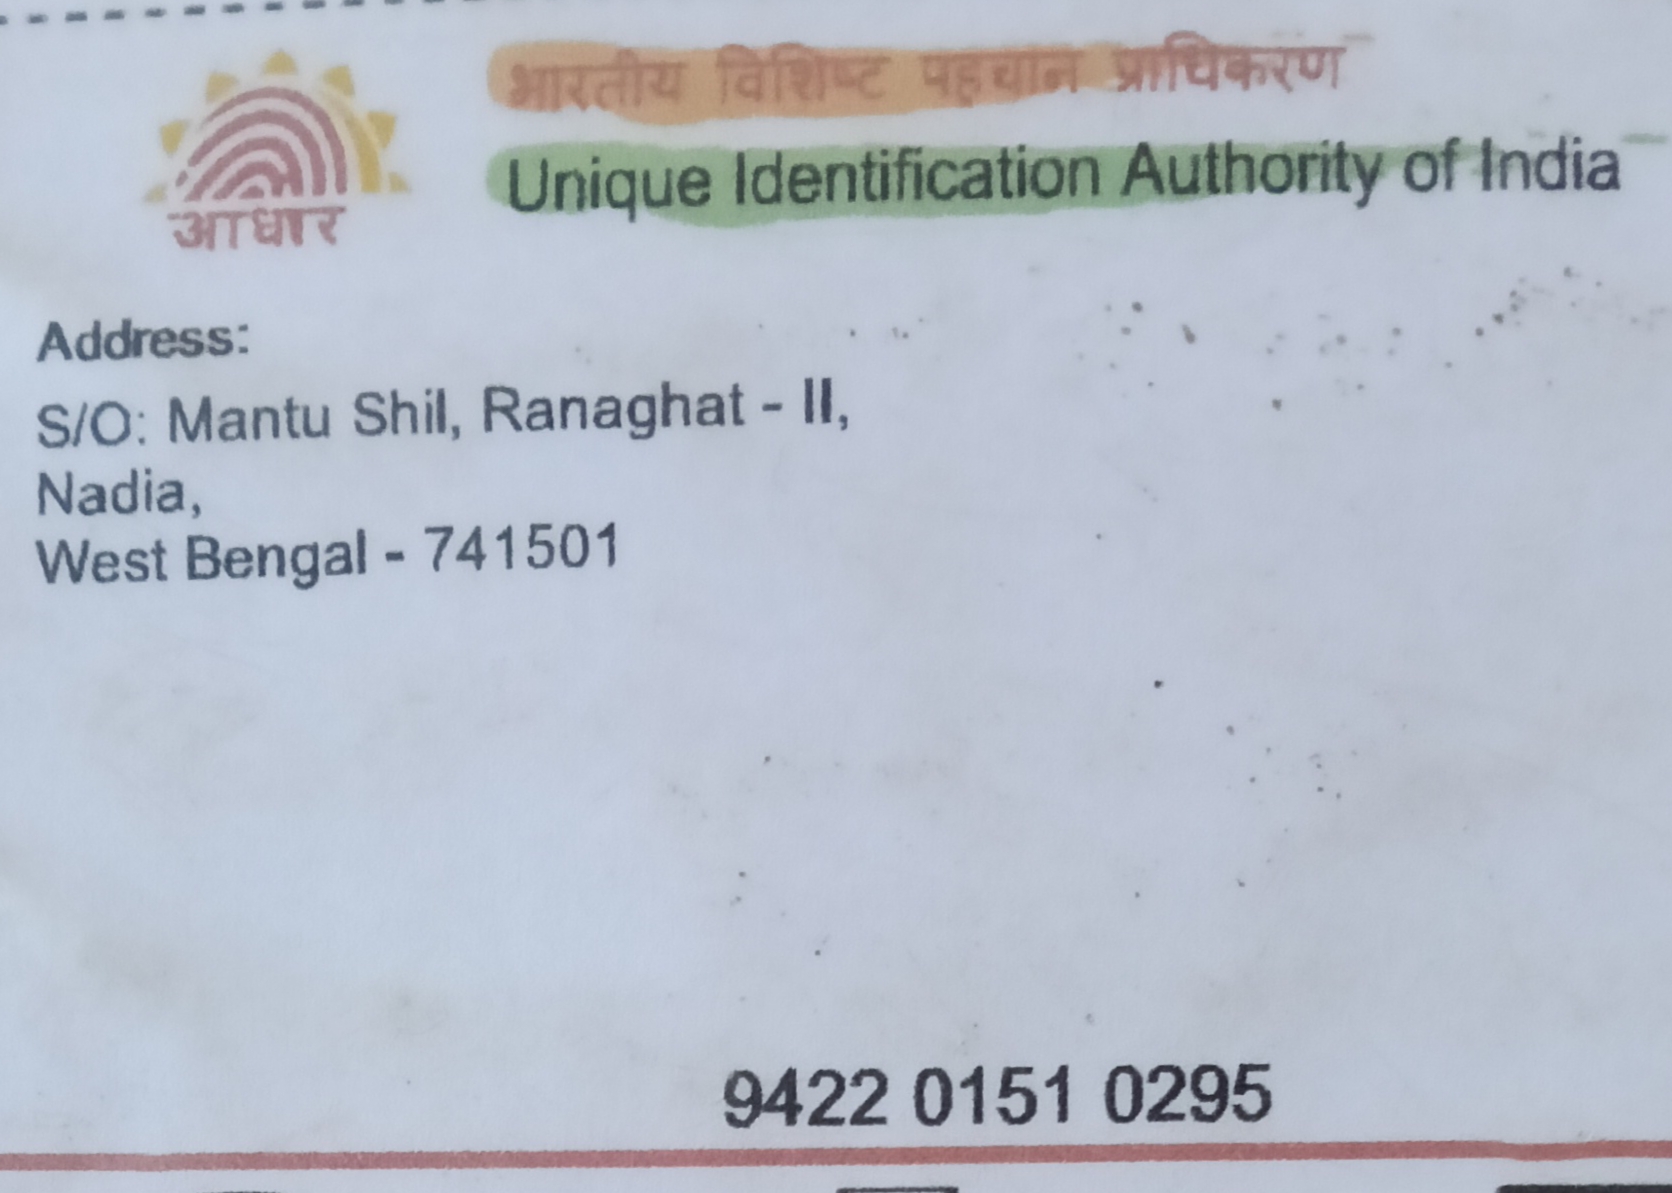 भारतीय विशिष्ट पहचान प्राधिकरण
Unique Identification Authority of India
आधार
Address:
S/O: Mantu Shil, Ranaghat - II,
Nadia,
West Bengal - 741501
9422 0151 0295